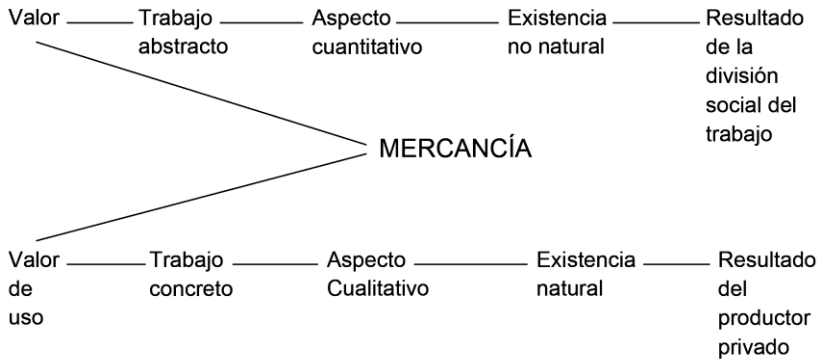 Valor Trabajo Aspecto Existencia Resultado
abstracto cuantitativo no natural de la
división
social del
trabajo
MERCANCÍA
Valor Trabajo Aspecto Existencia Resultado
de concreto Cualitativo natural del
uso productor
privado